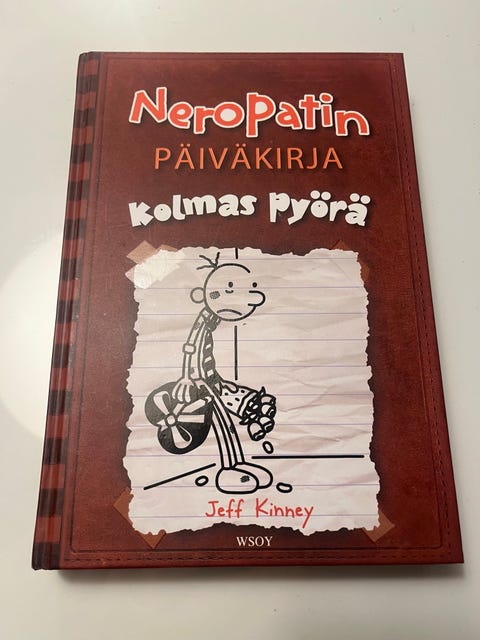 Neropatin
PÄIVÄKIRJA
Kolmas pyörä
Jeff Kinney
WSOY